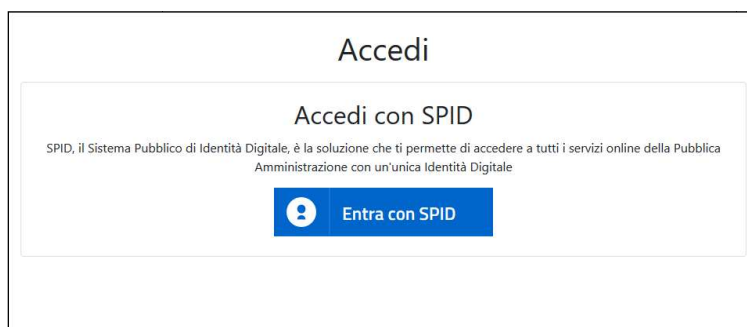 Accedi
Accedi con SPID
SPID, il Sistema Pubblico di Identità Digitale, è la soluzione che ti permette di accedere a tutti i servizi online della Pubblica
Amministrazione con un'unica Identità Digitale
Entra con SPID